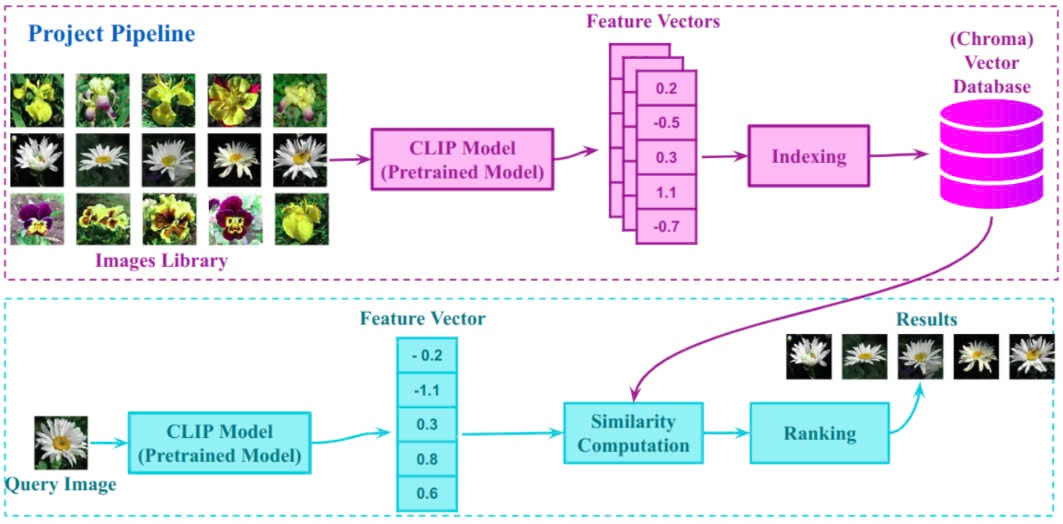 Project Pipeline
Feature Vectors
(Chroma)
Vector
Database
0.2
-0.5
0.3
1.1
-0.7
CLIP Model
(Pretrained Model)
Indexing
Images Library
Feature Vector
Results
- 0.2
-1.1
0.3
0.8
0.6
CLIP Model
(Pretrained Model)
Similarity
Computation
Ranking
Query Image